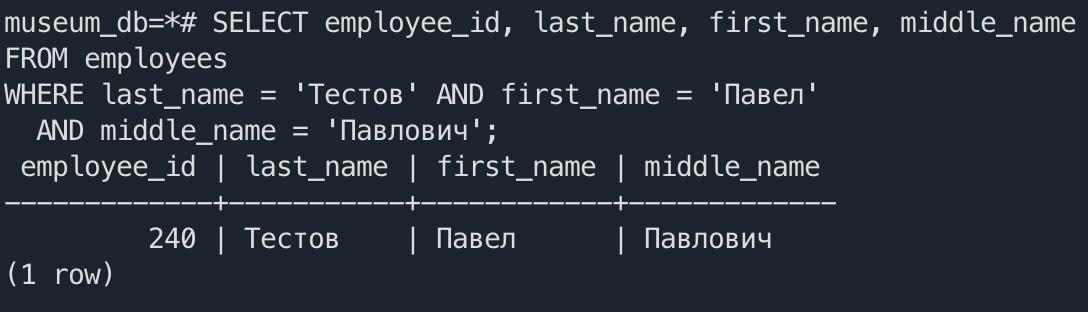 museum_db=*# SELECT employee_id, last_name, first_name, middle_name
FROM employees
WHERE last_name = 'Тестов' AND first_name = 'Павел'
  AND middle_name = 'Павлович';
 employee_id | last_name | first_name | middle_name
-------------+-----------+------------+-------------
         240 | Тестов    | Павел      | Павлович
(1 row)